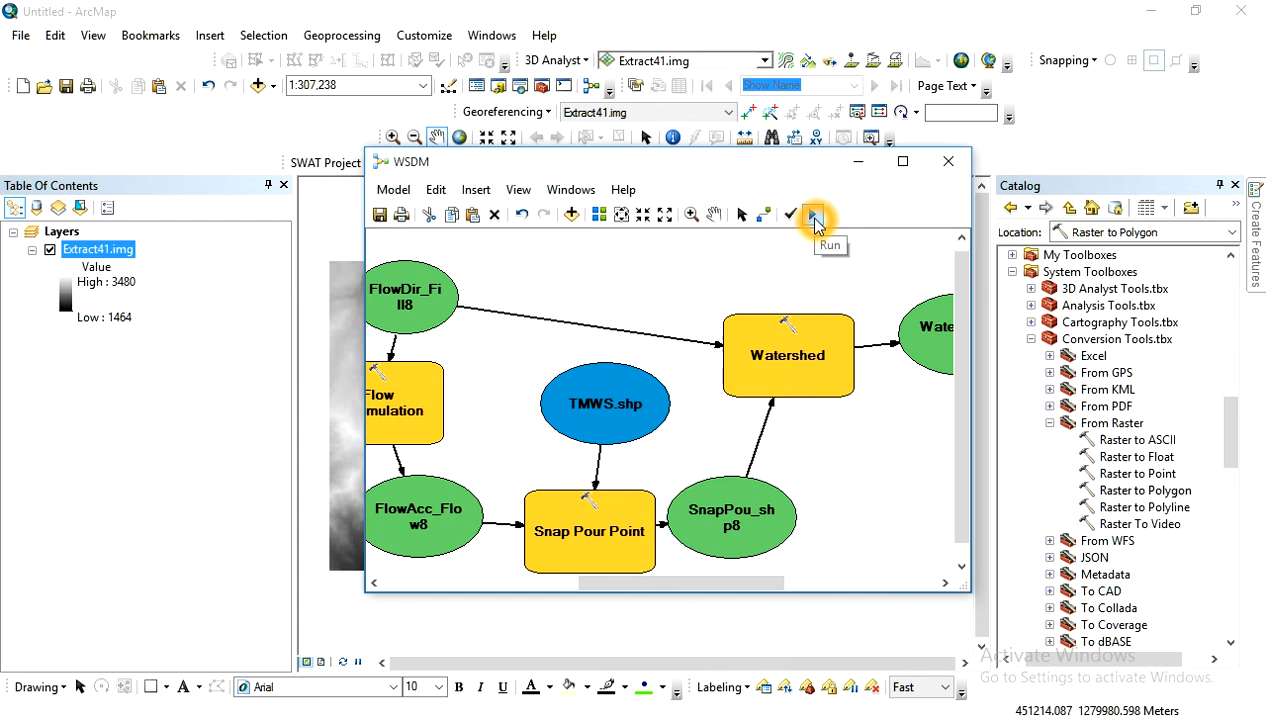 Untitled - ArcMap
File Edit View Bookmarks Insert Selection Geoprocessing Customize Windows Help
3D Analyst Extract41.img Snapping
1:307,238 Show Name Page Text
Georeferencing Extract41.img
SWAT Project
WSDM
Model Edit Insert View Windows Help
Run
Table Of Contents
Layers
Extract41.img
Value
High : 3480
Low : 1464
FlowDir_Fi
ll8
Flow
mulation
FlowAcc_Flo
w8
TMWS.shp
Snap Pour Point
SnapPou_sh
p8
Watershed
Wate
Catalog
Location: Raster to Polygon
My Toolboxes
System Toolboxes
3D Analyst Tools.tbx
Analysis Tools.tbx
Cartography Tools.tbx
Conversion Tools.tbx
Excel
From GPS
From KML
From PDF
From Raster
Raster to ASCII
Raster to Float
Raster to Point
Raster to Polygon
Raster to Polyline
Raster To Video
From WFS
JSON
Metadata
To CAD
To Collada
To Coverage
To dBASE
Create Features
Activate Windows
Go to Settings to activate Windows.
Drawing A Arial 10 B I U A Labeling Fast
451214.087 1279980.598 Meters